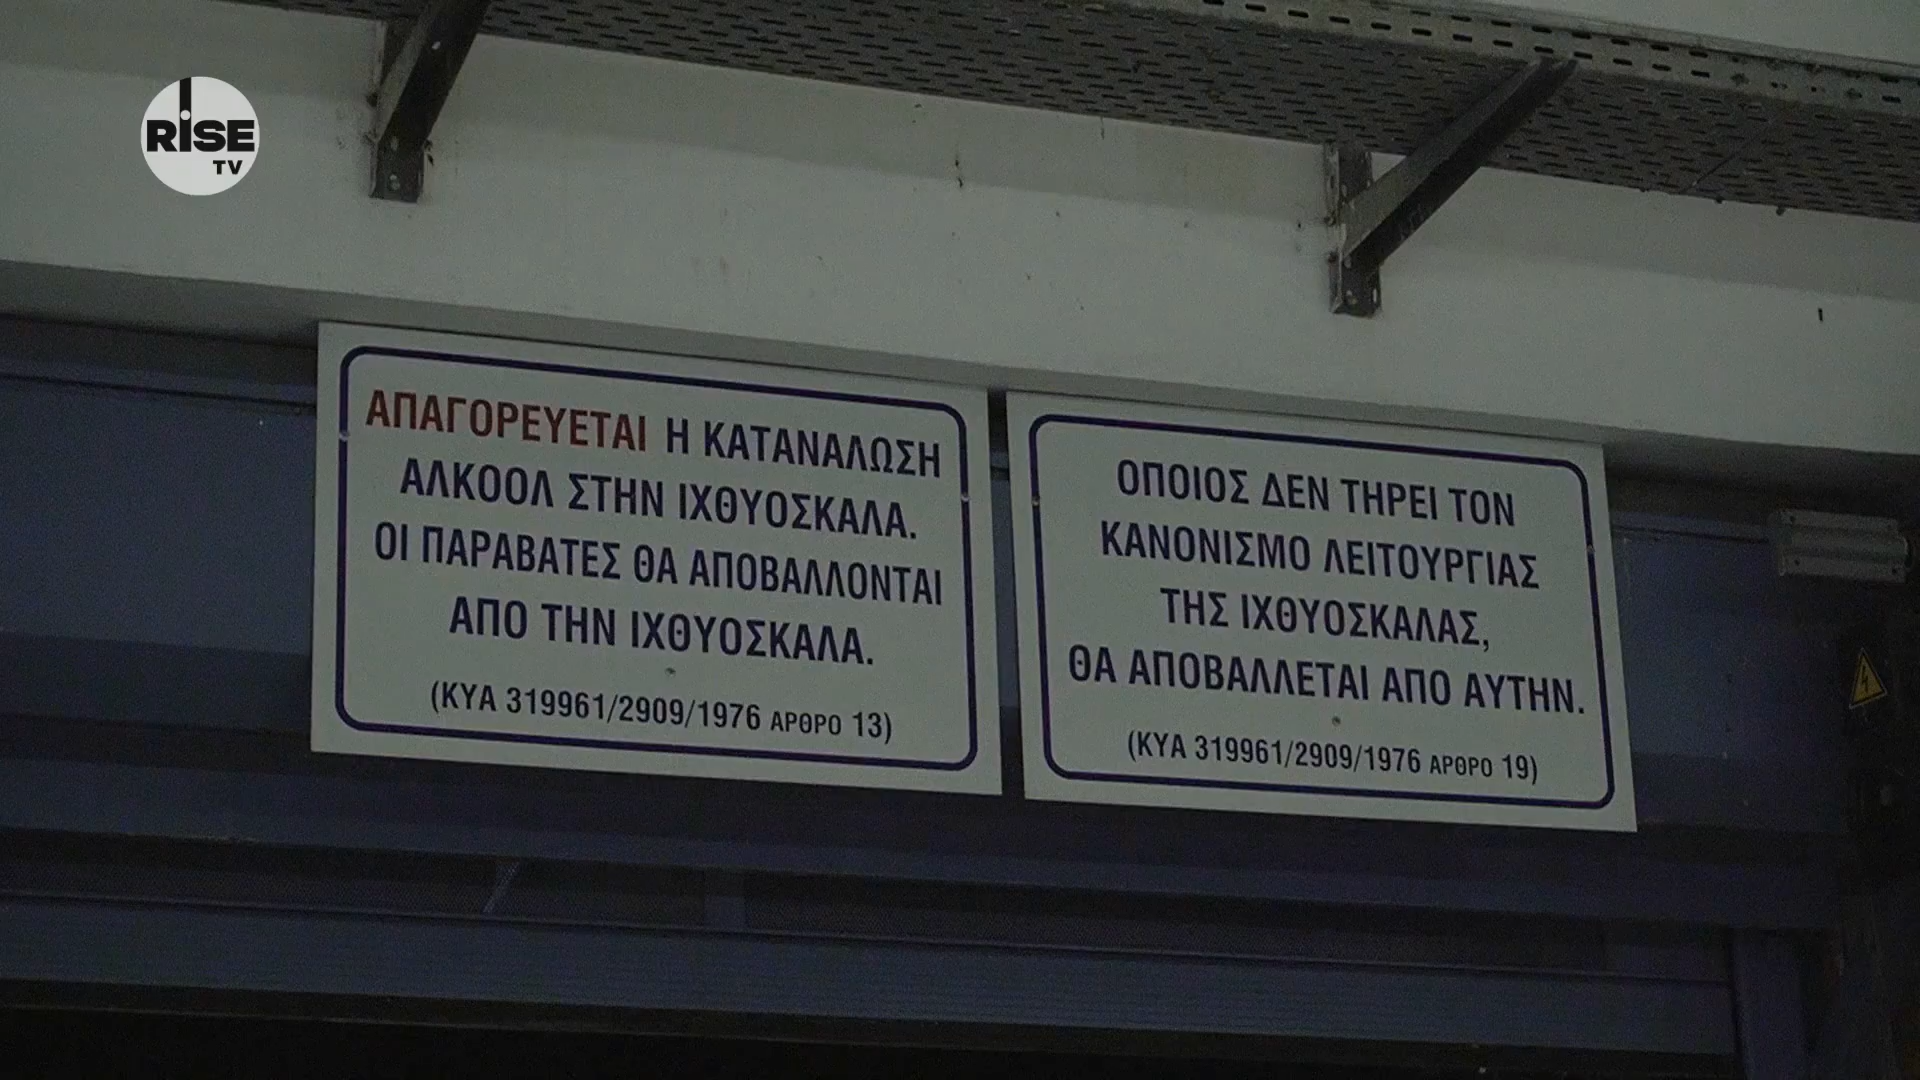 RISE
TV
ΑΠΑΓΟΡΕΥΕΤΑΙ Η ΚΑΤΑΝΑΛΩΣΗ
ΑΛΚΟΟΛ ΣΤΗΝ ΙΧΘΥΟΣΚΑΛΑ.
ΟΙ ΠΑΡΑΒΑΤΕΣ ΘΑ ΑΠΟΒΑΛΛΟΝΤΑΙ
ΑΠΟ ΤΗΝ ΙΧΘΥΟΣΚΑΛΑ.
(ΚΥΑ 319961/2909/1976 ΑΡΘΡΟ 13)
ΟΠΟΙΟΣ ΔΕΝ ΤΗΡΕΙ ΤΟΝ
ΚΑΝΟΝΙΣΜΟ ΛΕΙΤΟΥΡΓΙΑΣ
ΤΗΣ ΙΧΘΥΟΣΚΑΛΑΣ,
ΘΑ ΑΠΟΒΑΛΛΕΤΑΙ ΑΠΟ ΑΥΤΗΝ.
(ΚΥΑ 319961/2909/1976 ΑΡΘΡΟ 19)